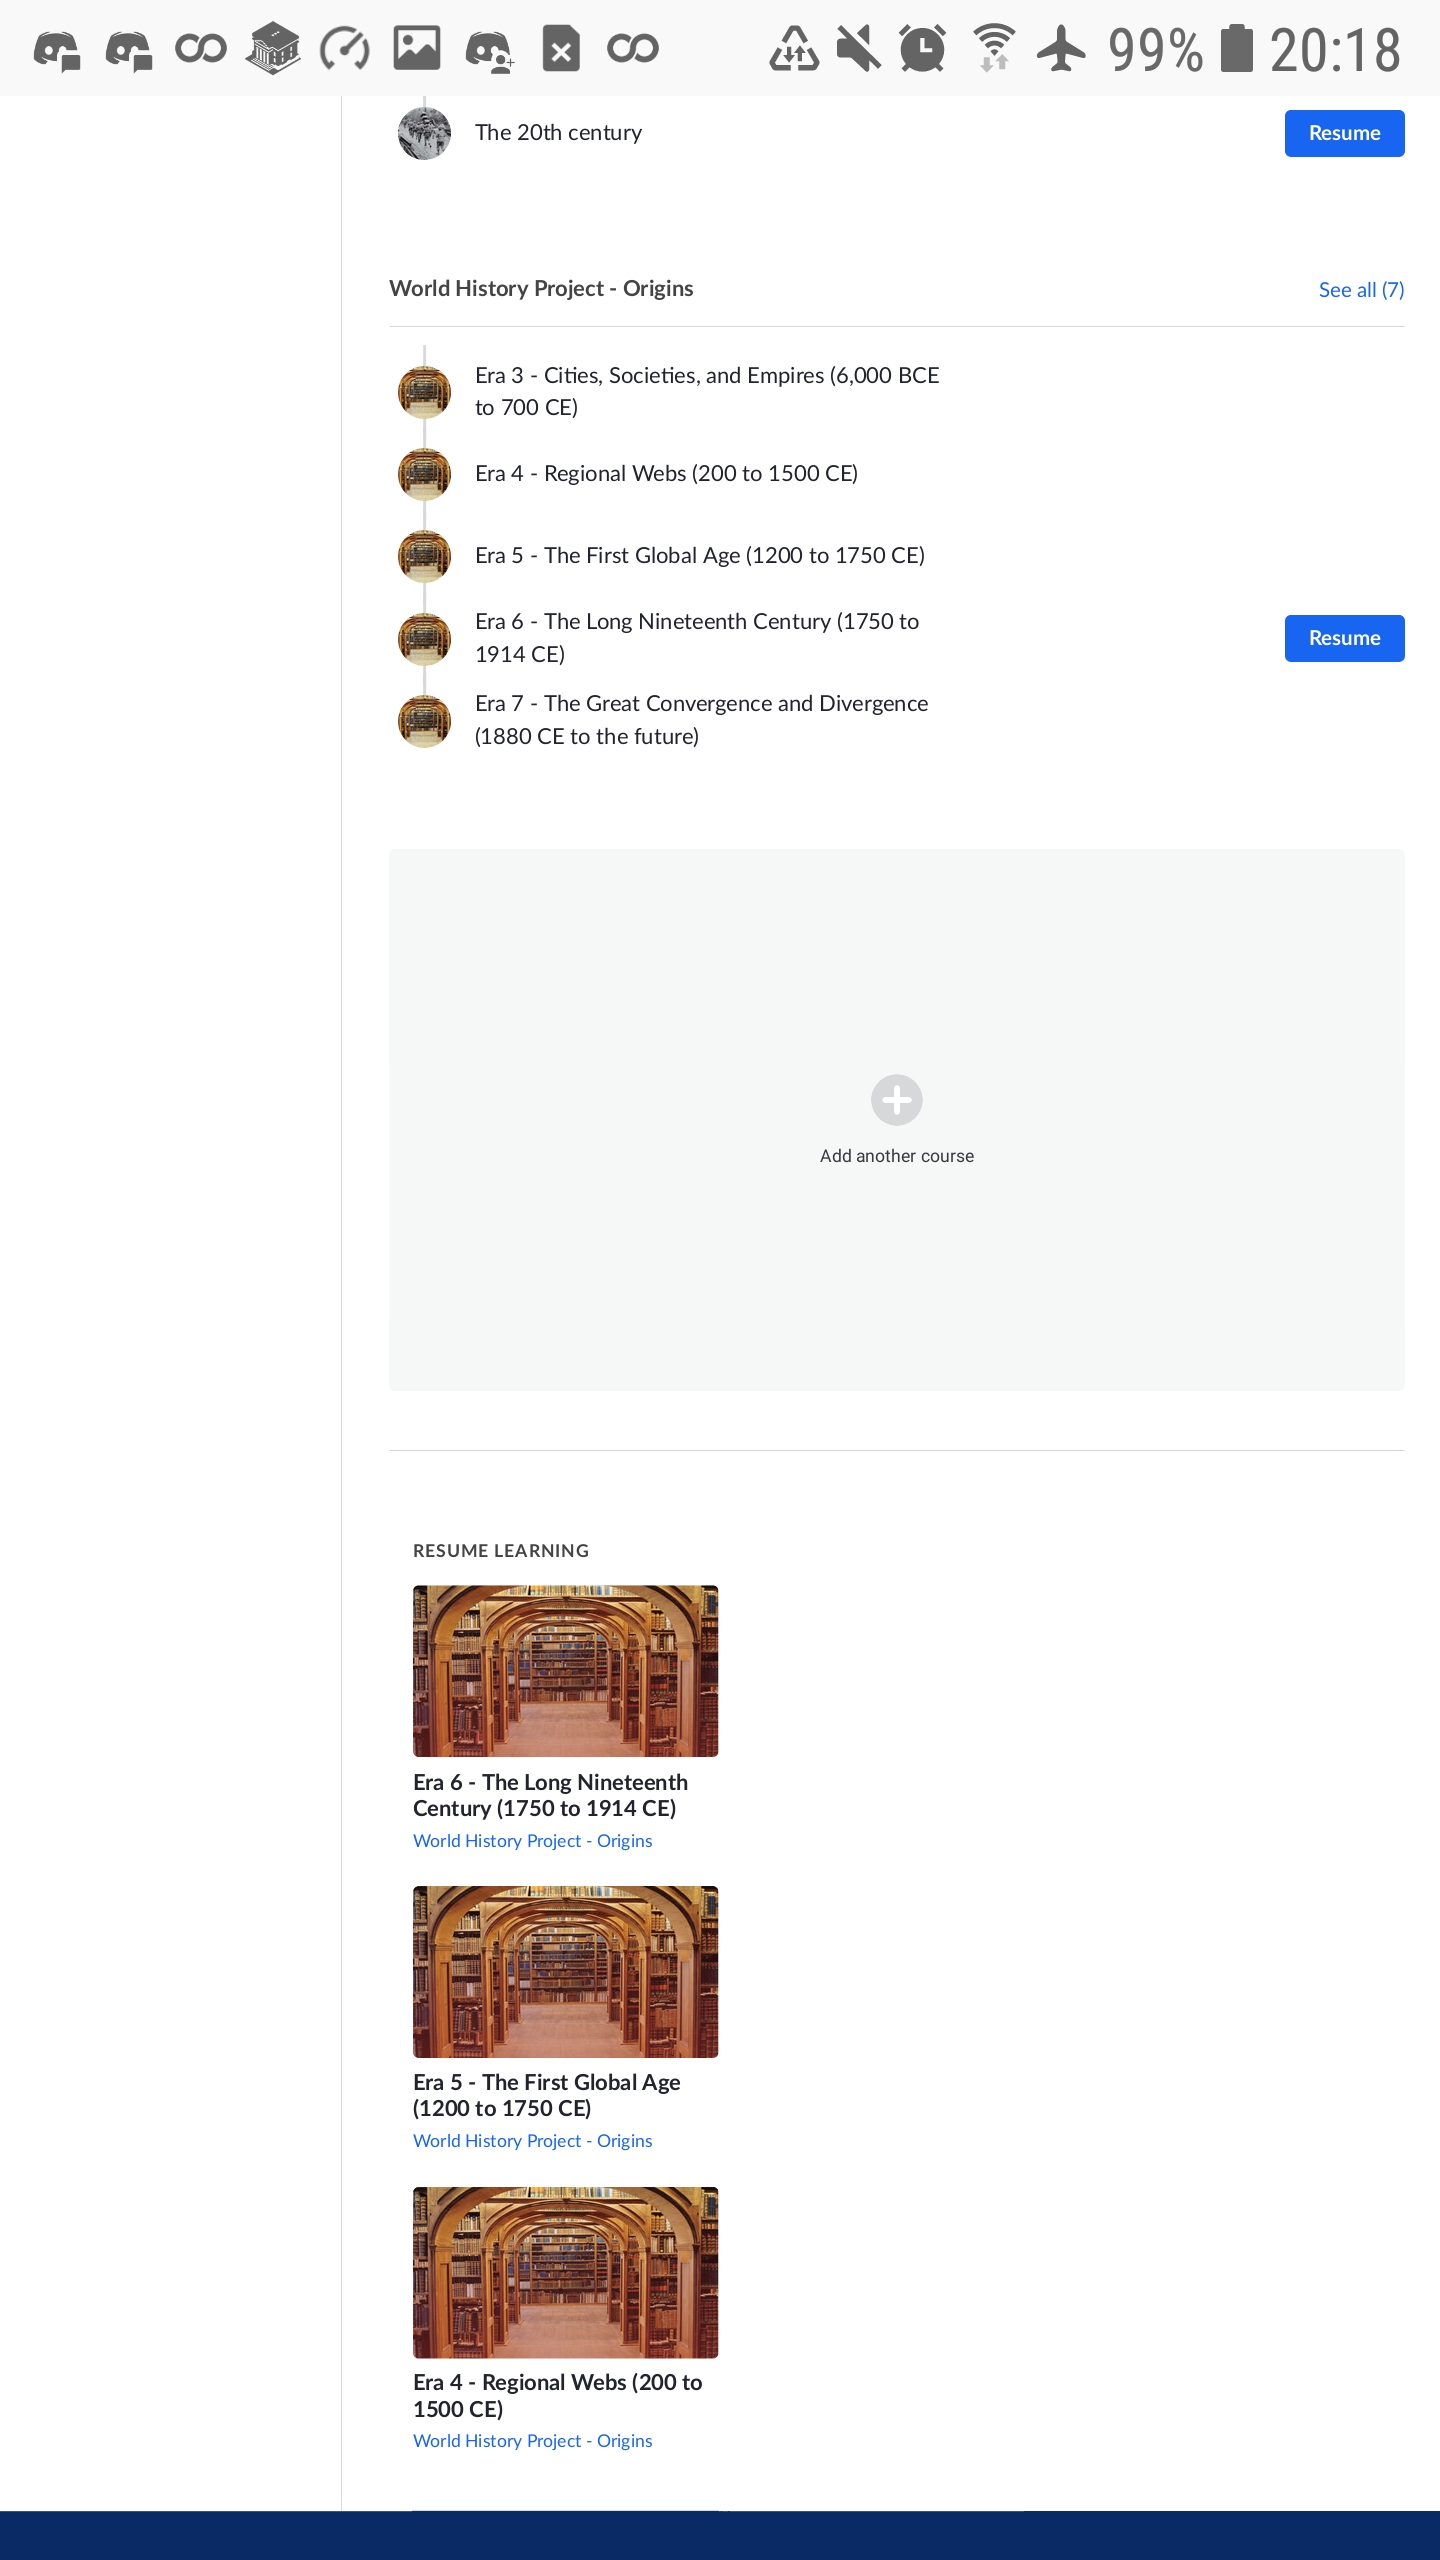 99% 20:18
The 20th century
Resume
World History Project - Origins
See all (7)
Era 3 - Cities, Societies, and Empires (6,000 BCE
to 700 CE)
Era 4 - Regional Webs (200 to 1500 CE)
Era 5 - The First Global Age (1200 to 1750 CE)
Era 6 - The Long Nineteenth Century (1750 to
1914 CE)
Resume
Era 7 - The Great Convergence and Divergence
(1880 CE to the future)
Add another course
RESUME LEARNING
Era 6 - The Long Nineteenth
Century (1750 to 1914 CE)
World History Project - Origins
Era 5 - The First Global Age
(1200 to 1750 CE)
World History Project - Origins
Era 4 - Regional Webs (200 to
1500 CE)
World History Project - Origins